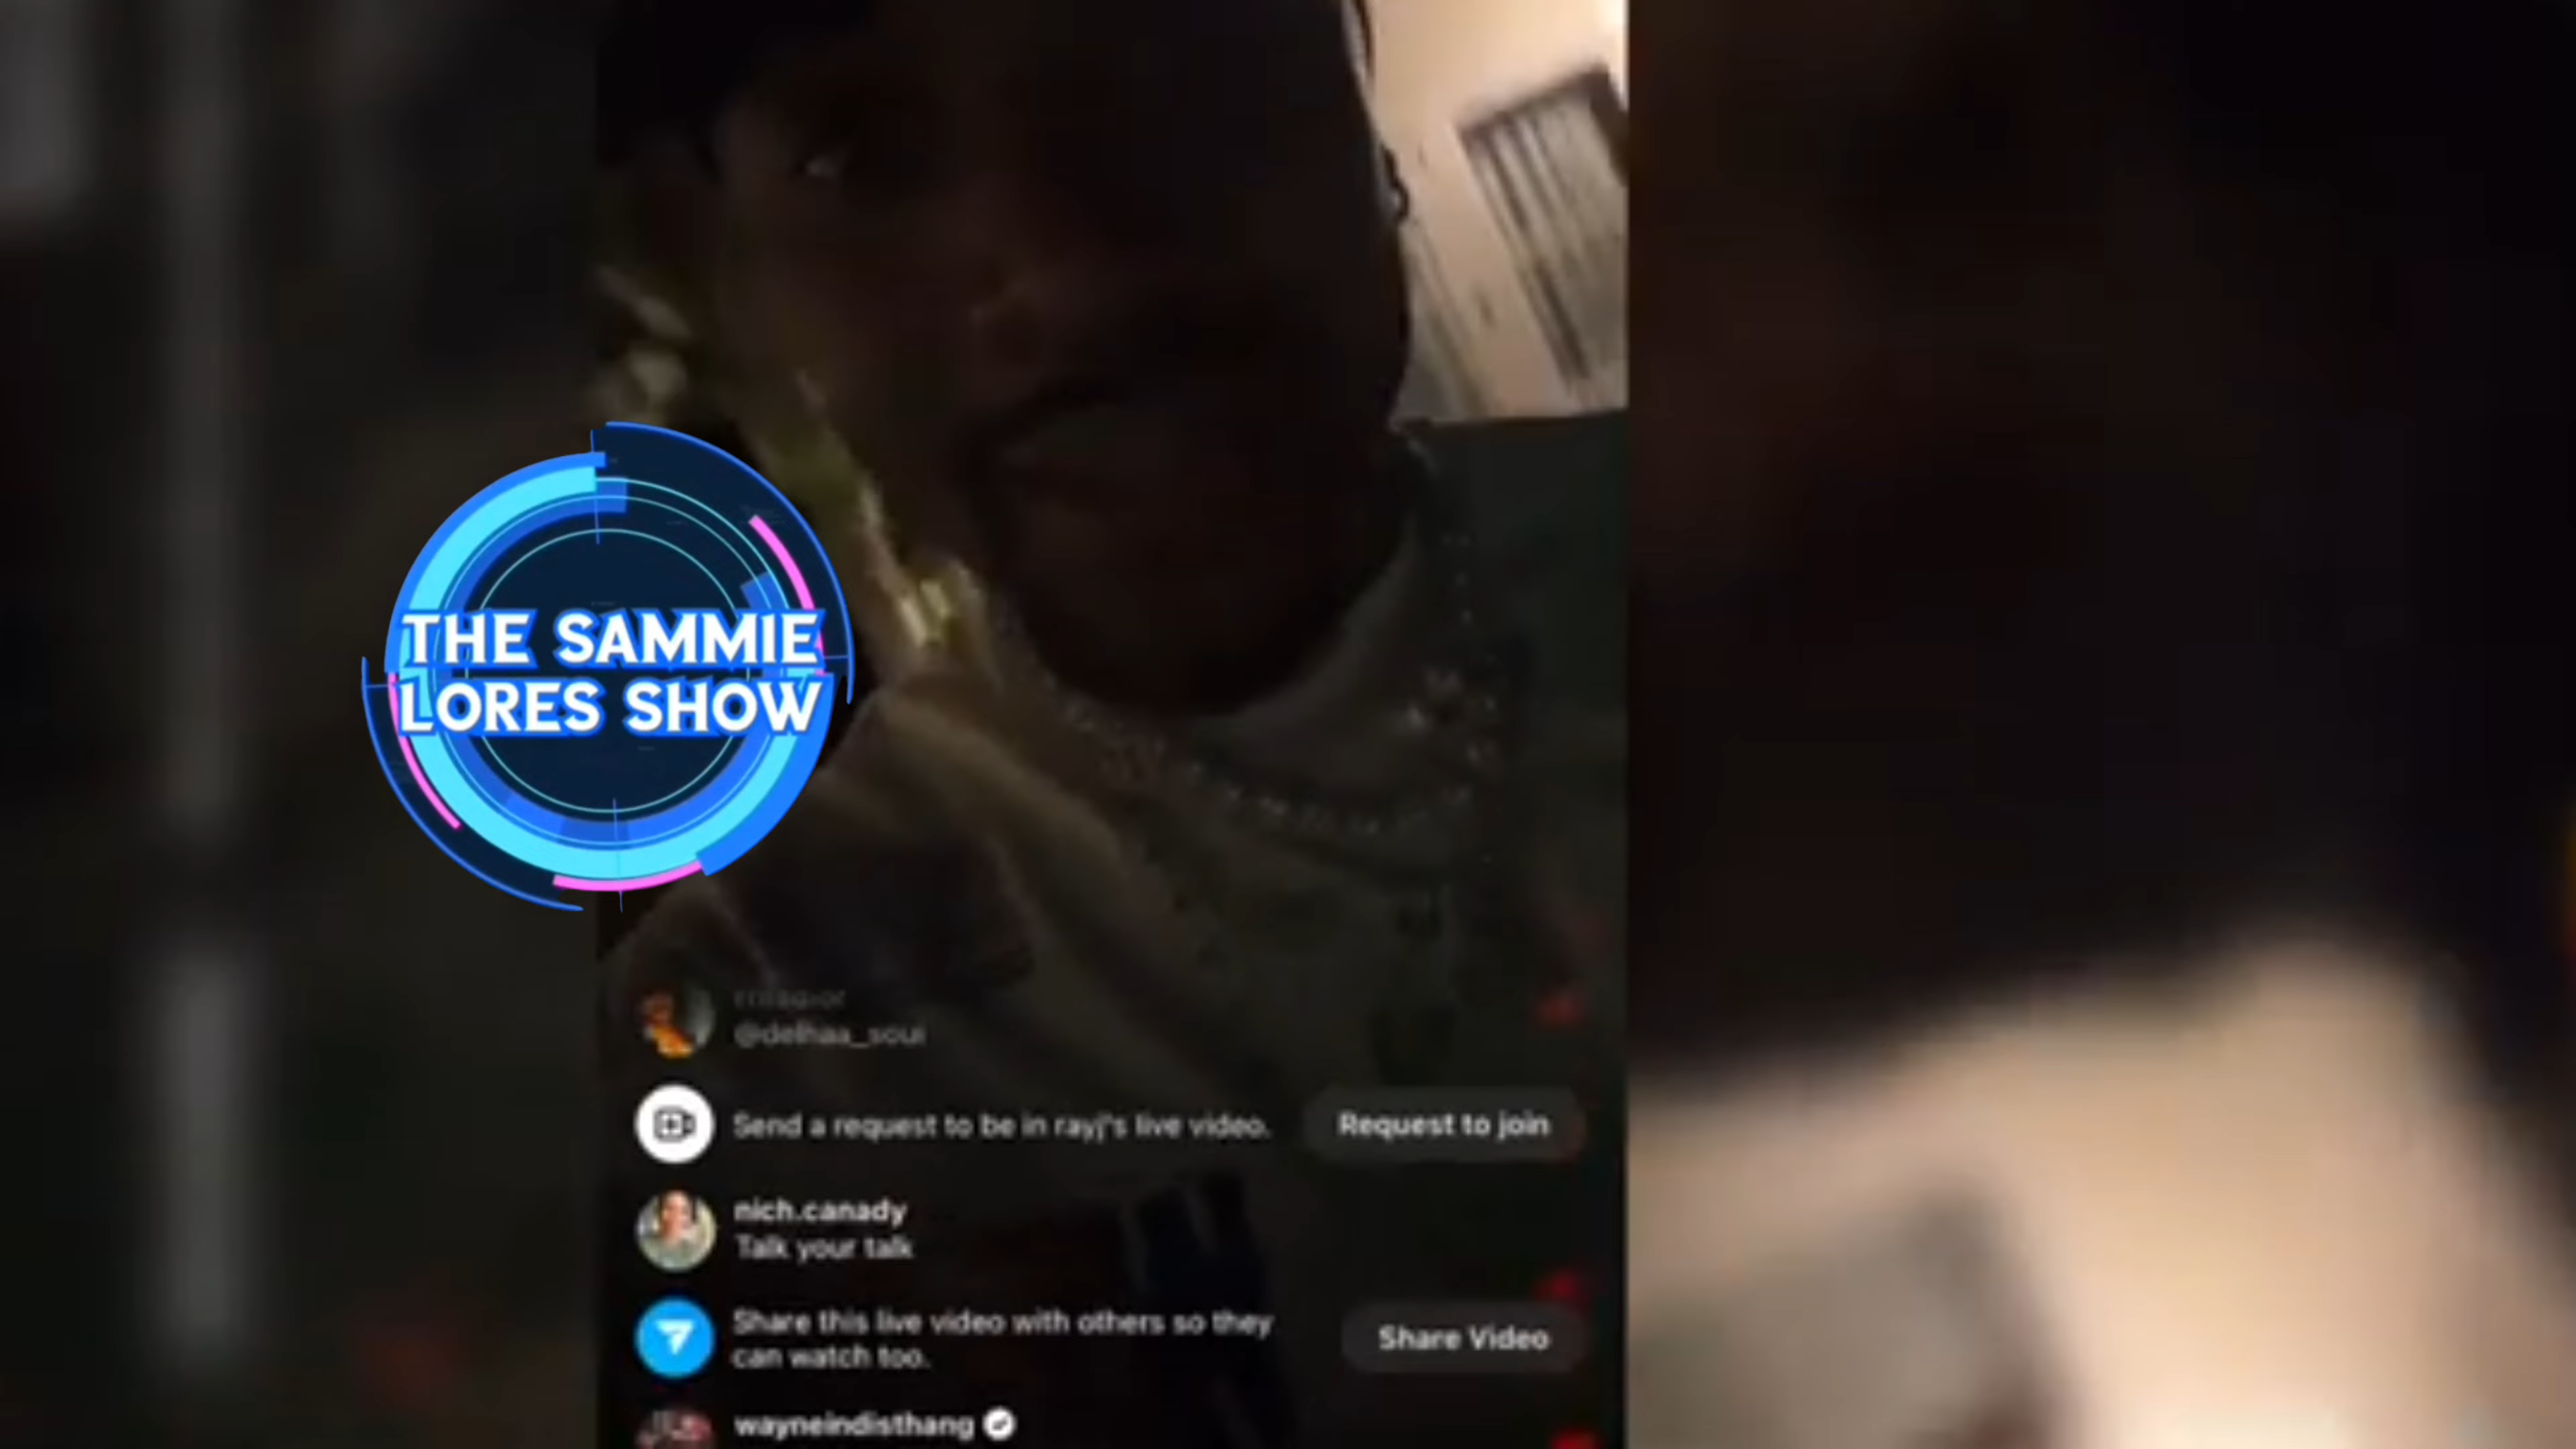 THE SAMMIE
LORES SHOW
@delhaa_soul
Send a request to be in rayj's live video.
Request to join
nich.canady
Talk your talk
Share this live video with others so they
can watch too.
Share Video
wayneindisthang